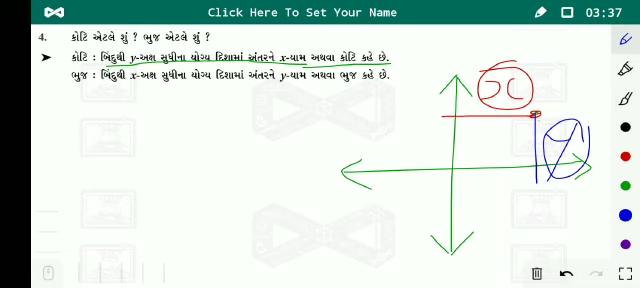 Click Here To Set Your Name
03:37
4. કોટિ એટલે શું ? ભુજ એટલે શું ?
➤ કોટિ : બિંદુથી y-અક્ષ સુધીના યોગ્ય દિશામાં અંતરને x-યામ અથવા કોટિ કહે છે.
ભુજ : બિંદુથી x-અક્ષ સુધીના યોગ્ય દિશામાં અંતરને y-યામ અથવા ભુજ કહે છે.
x
y